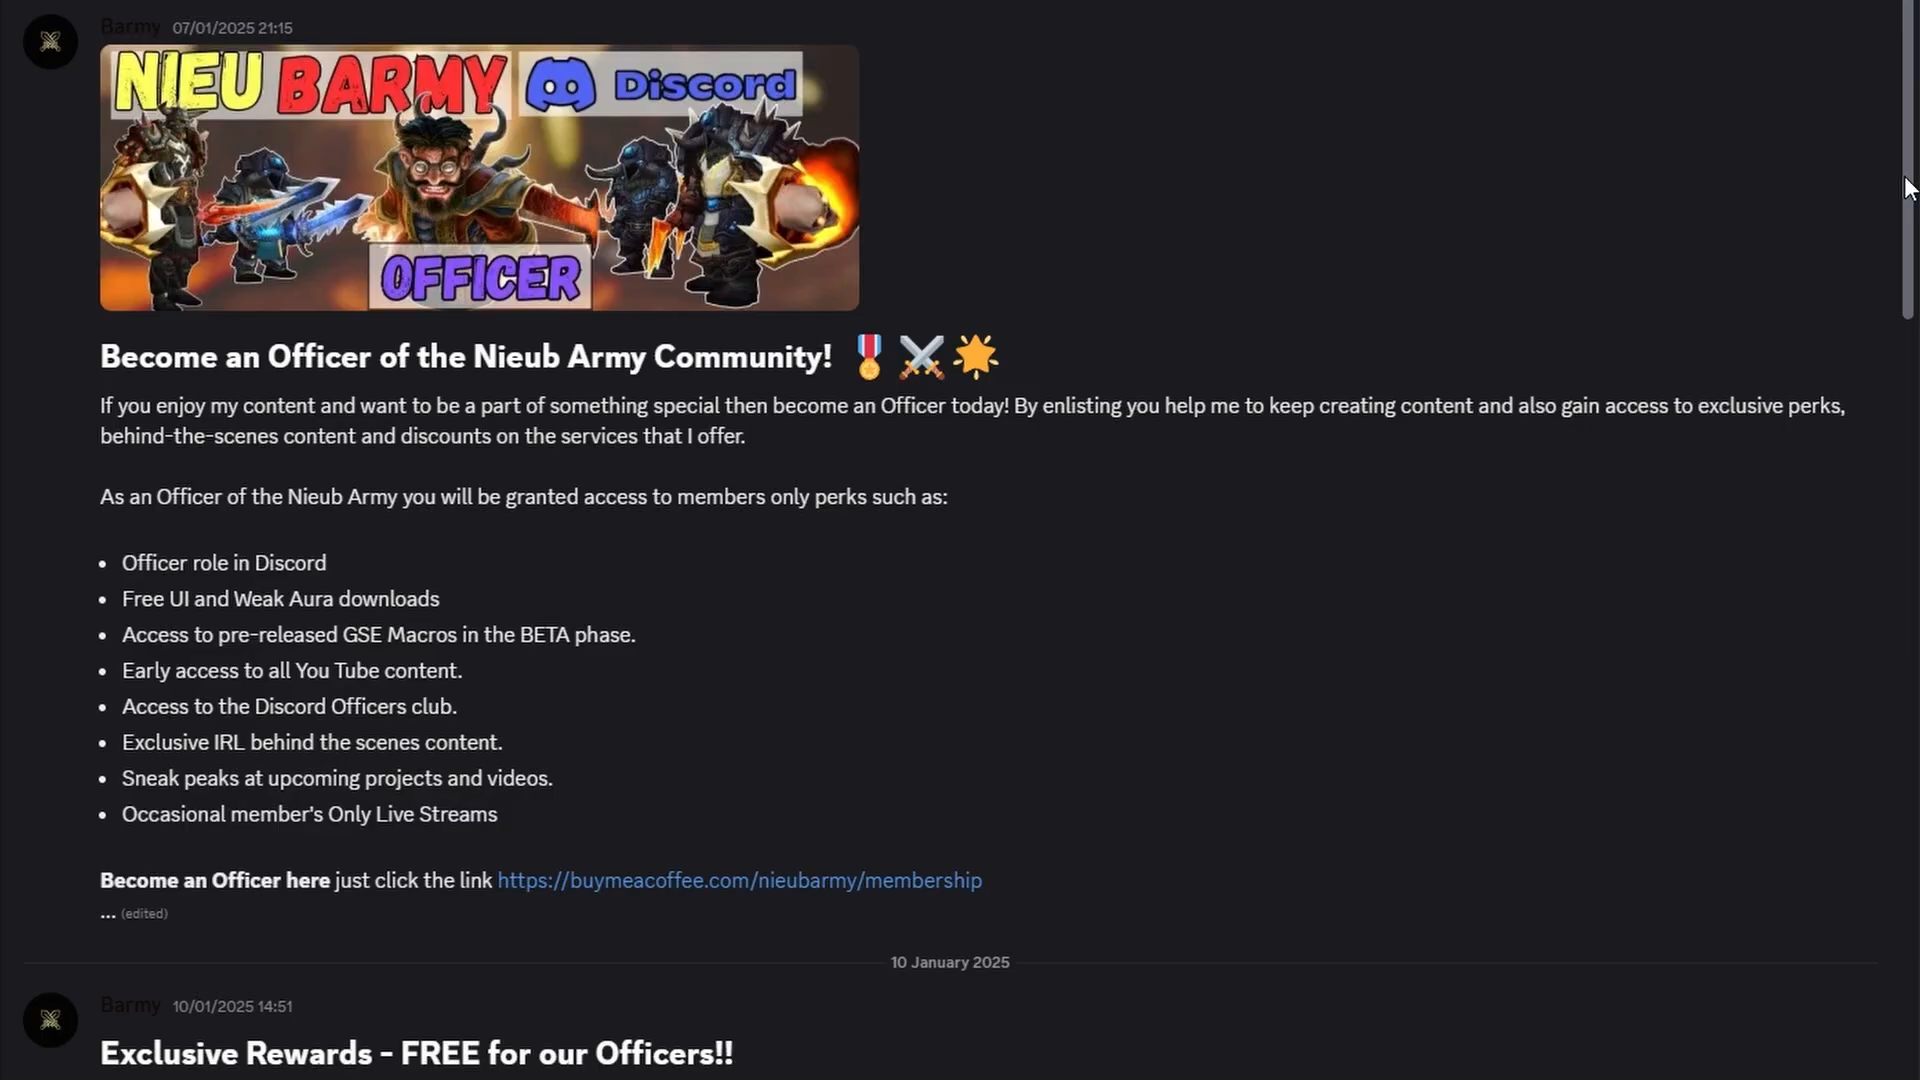 Barmy 07/01/2025 21:15
NIEU BARMY Discord
OFFICER
Become an Officer of the Nieub Army Community! 🎖️⚔️🌟
If you enjoy my content and want to be a part of something special then become an Officer today! By enlisting you help me to keep creating content and also gain access to exclusive perks,
behind-the-scenes content and discounts on the services that I offer.
As an Officer of the Nieub Army you will be granted access to members only perks such as:
• Officer role in Discord
• Free UI and Weak Aura downloads
• Access to pre-released GSE Macros in the BETA phase.
• Early access to all You Tube content.
• Access to the Discord Officers club.
• Exclusive IRL behind the scenes content.
• Sneak peaks at upcoming projects and videos.
• Occasional member's Only Live Streams
Become an Officer here just click the link https://buymeacoffee.com/nieubarmy/membership
... (edited)
10 January 2025
Barmy 10/01/2025 14:51
Exclusive Rewards - FREE for our Officers!!